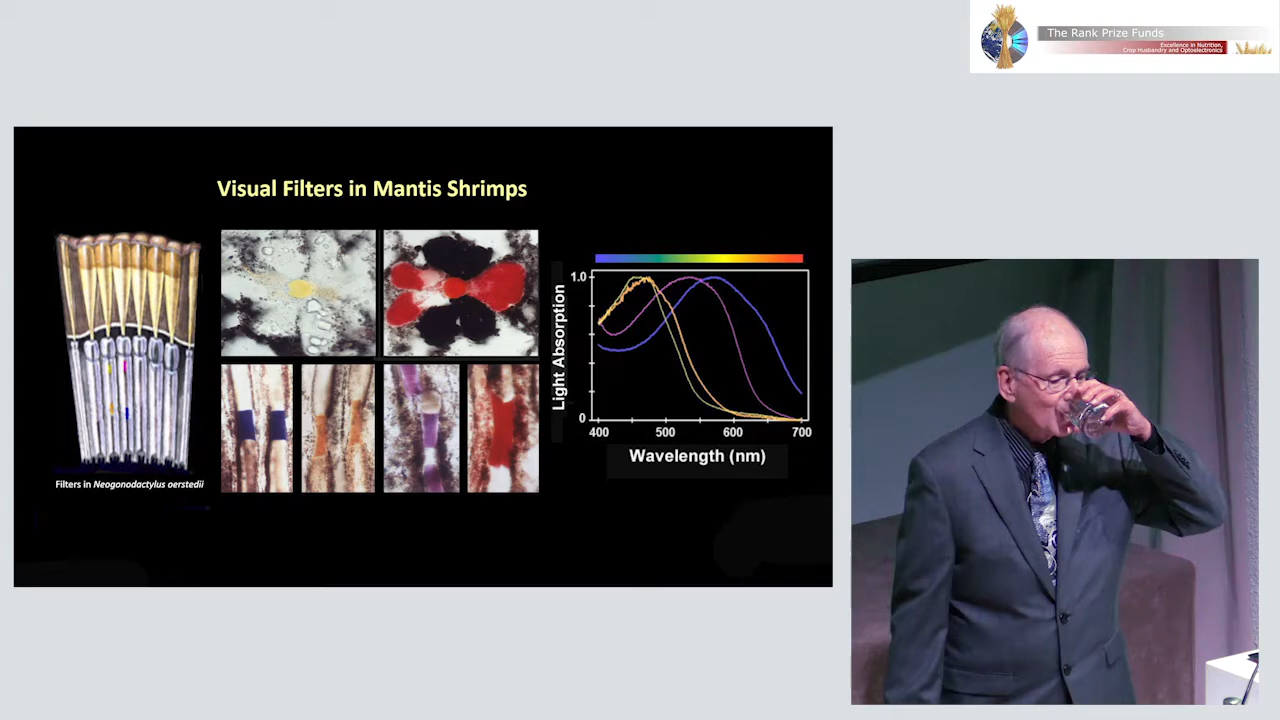 The Rank Prize Funds
Excellence in Nutrition,
Crop Husbandry and Optoelectronics
Visual Filters in Mantis Shrimps
Filters in Neogonodactylus oerstedii
Light Absorption
1.0
0
400
500
600
700
Wavelength (nm)